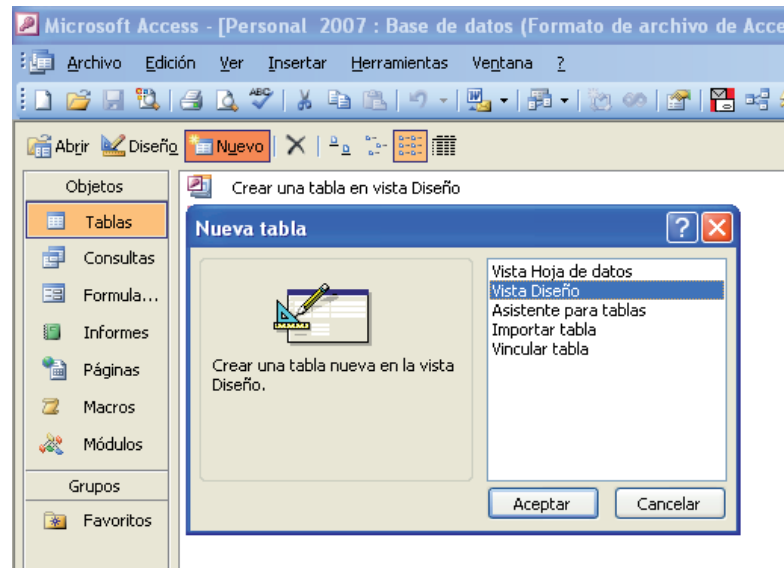 Microsoft Access - [Personal 2007 : Base de datos (Formato de archivo de Acce
Archivo Edición Ver Insertar Herramientas Ventana ?
Abrir Diseño Nuevo
Objetos
Crear una tabla en vista Diseño
Tablas
Consultas
Formula...
Informes
Páginas
Macros
Módulos
Grupos
Favoritos
Nueva tabla
Crear una tabla nueva en la vista
Diseño.
Vista Hoja de datos
Vista Diseño
Asistente para tablas
Importar tabla
Vincular tabla
Aceptar Cancelar